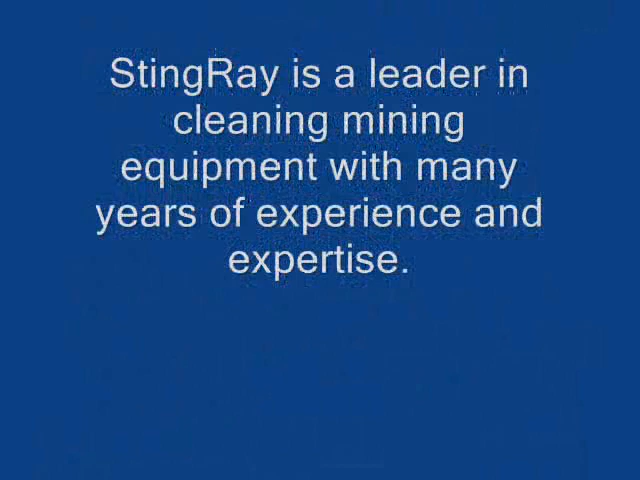 StingRay is a leader in
cleaning mining
equipment with many
years of experience and
expertise.